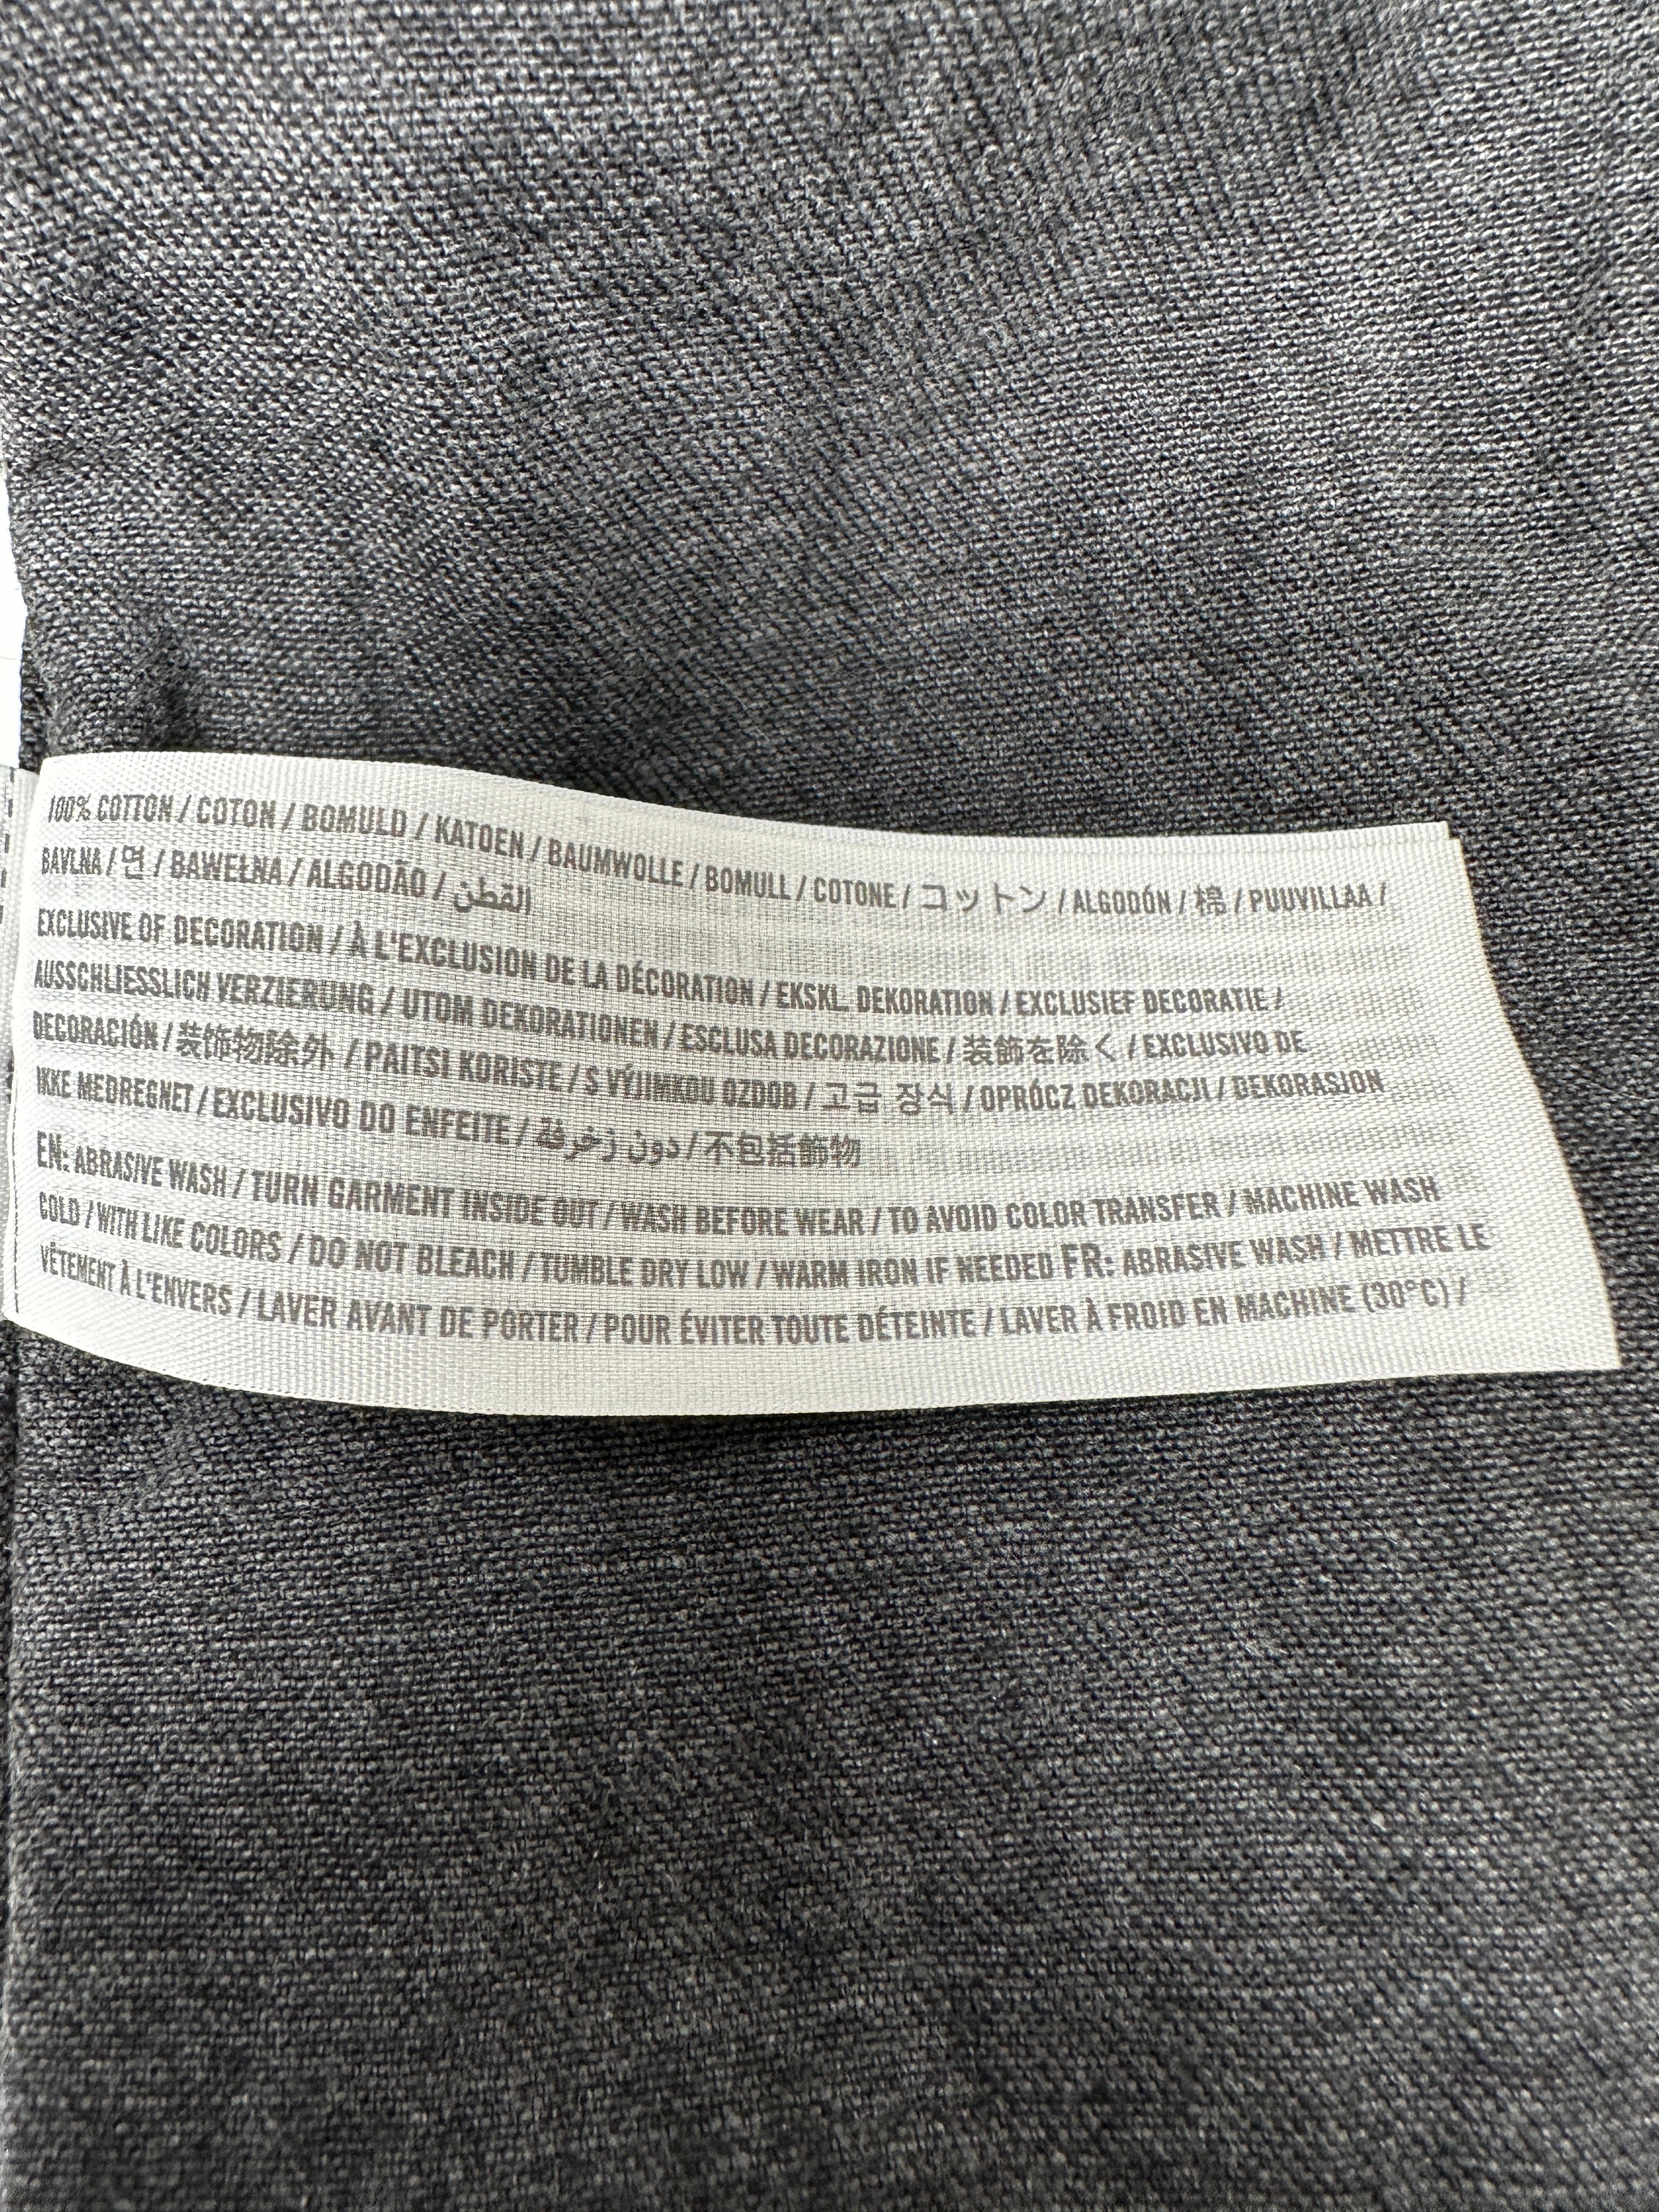 100% COTTON / COTON / BOMULD / KATOEN / BAUMWOLLE / BOMULL / COTONE / コットン / ALGODÓN / 棉 / PUUVILLAA /
BAVLNA / 면 / BAWEŁNA / ALGODÃO / القطن
EXCLUSIVE OF DECORATION / À L'EXCLUSION DE LA DÉCORATION / EKSKL. DEKORATION / EXCLUSIEF DECORATIE /
AUSSCHLIESSLICH VERZIERUNG / UTOM DEKORATIONEN / ESCLUSA DECORAZIONE / 装飾を除く / EXCLUSIVO DE
DECORACIÓN / 装饰物除外 / PAITSI KORISTE / S VÝJIMKOU OZDOB / 고급 장식 / OPRÓCZ DEKORACJI / DEKORASJON
IKKE MEDREGNET / EXCLUSIVO DO ENFEITE / دون زخرفة / 不包括飾物
EN: ABRASIVE WASH / TURN GARMENT INSIDE OUT / WASH BEFORE WEAR / TO AVOID COLOR TRANSFER / MACHINE WASH
COLD / WITH LIKE COLORS / DO NOT BLEACH / TUMBLE DRY LOW / WARM IRON IF NEEDED FR: ABRASIVE WASH / METTRE LE
VÊTEMENT À L'ENVERS / LAVER AVANT DE PORTER / POUR ÉVITER TOUTE DÉTEINTE / LAVER À FROID EN MACHINE (30°C) /